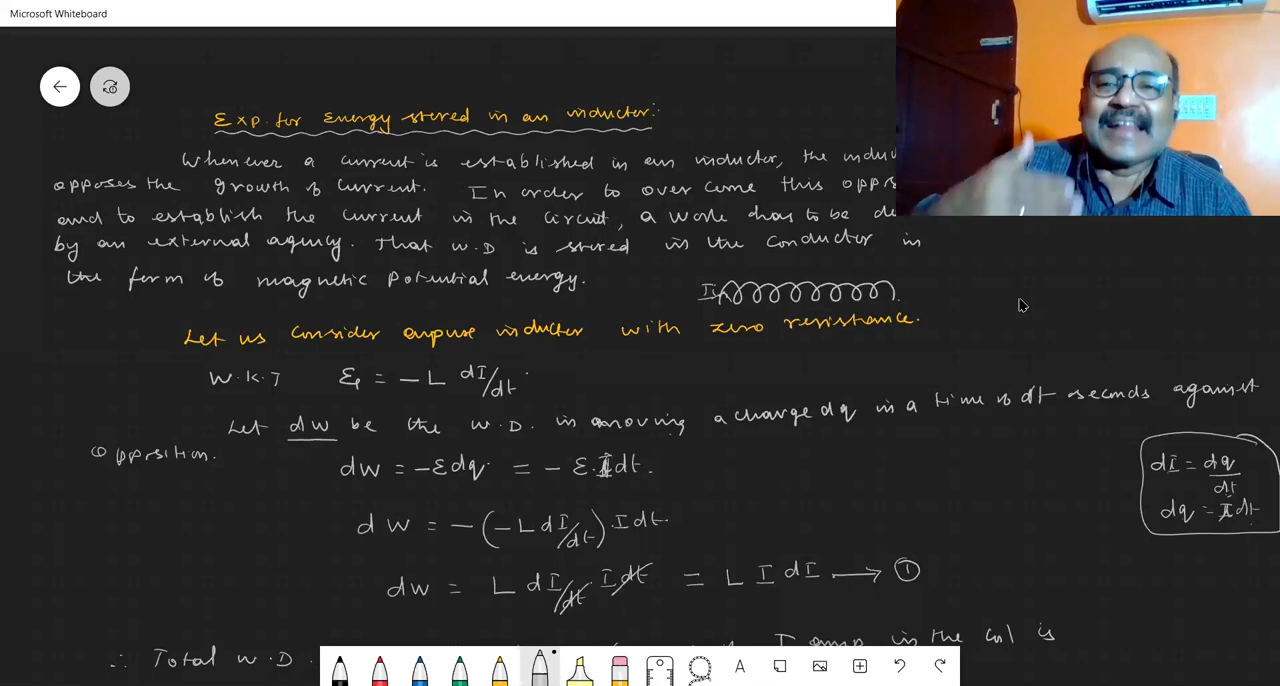 Microsoft Whiteboard
Exp. for Energy stored in an inductor:
Whenever a current is established in an inductor, the
opposes the growth of current. In order to over come this
and to establish the current in the circuit, a work has to be
by an external agency. That W.D is stored in the conductor in
the form of magnetic potential energy.
I
Let us consider a pure inductor with zero resistance.
W.K.T ε = -L dI/dt.
Let dw be the W.D. in moving a charge dq in a time of dt seconds against
opposition.
dw = -εdq. = - ε.Idt.
dI = dq/dt
dq = Idt
dw = -(-L dI/dt).I dt.
dw = L dI/dt I dt = L I dI → ①
∴ Total W.D. I amp in the coil is
A